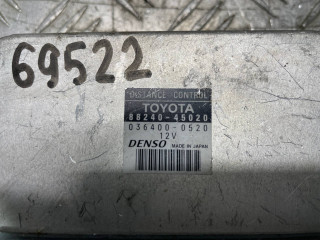 69522
DISTANCE CONTROL
TOYOTA
88240-45020
036400-0520
12V
DENSO MADE IN JAPAN